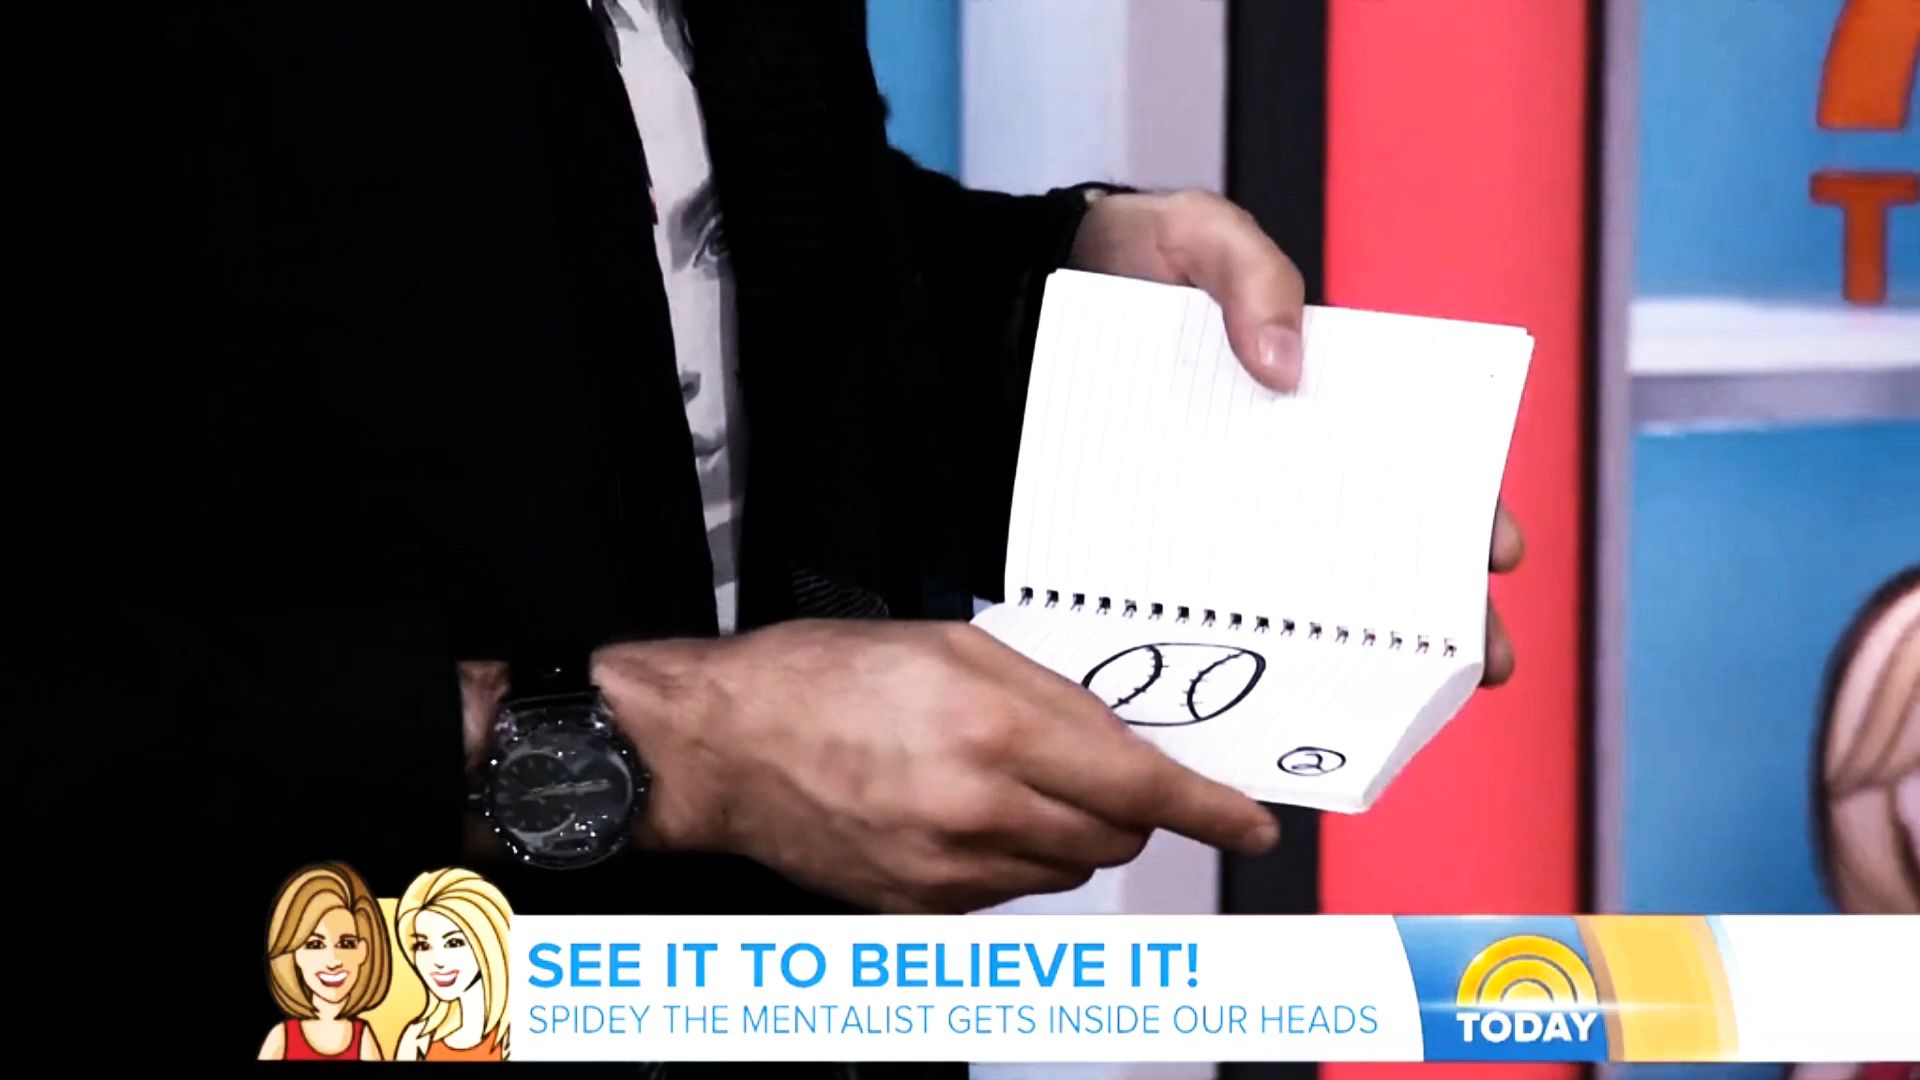 T
2
SEE IT TO BELIEVE IT!
SPIDEY THE MENTALIST GETS INSIDE OUR HEADS
TODAY